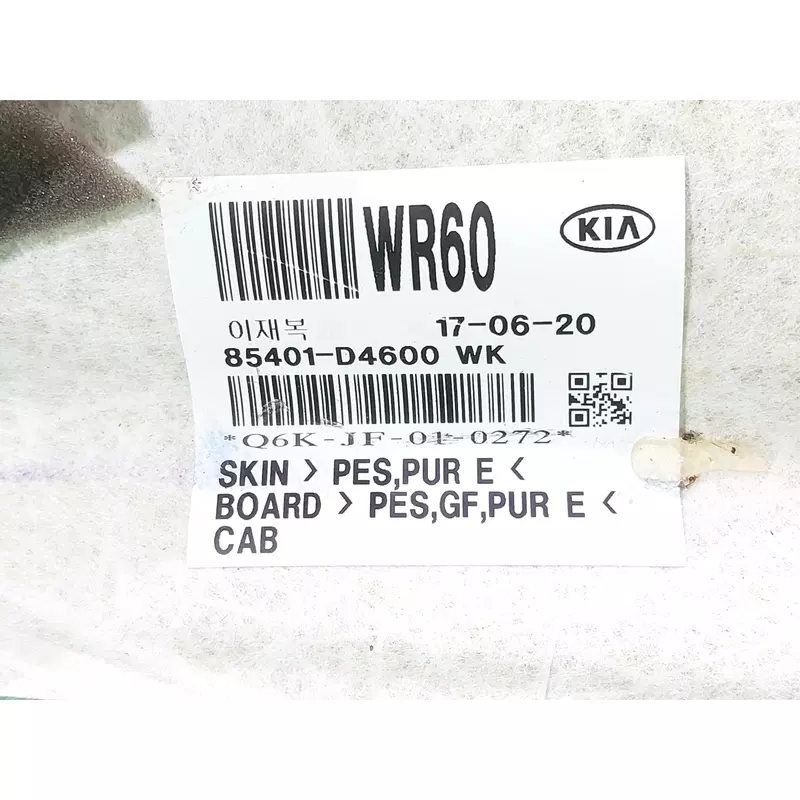 WR60 KIA
이재복 17-06-20
85401-D4600 WK
*Q6K-JF-01-0272*
SKIN > PES,PUR E <
BOARD > PES,GF,PUR E <
CAB